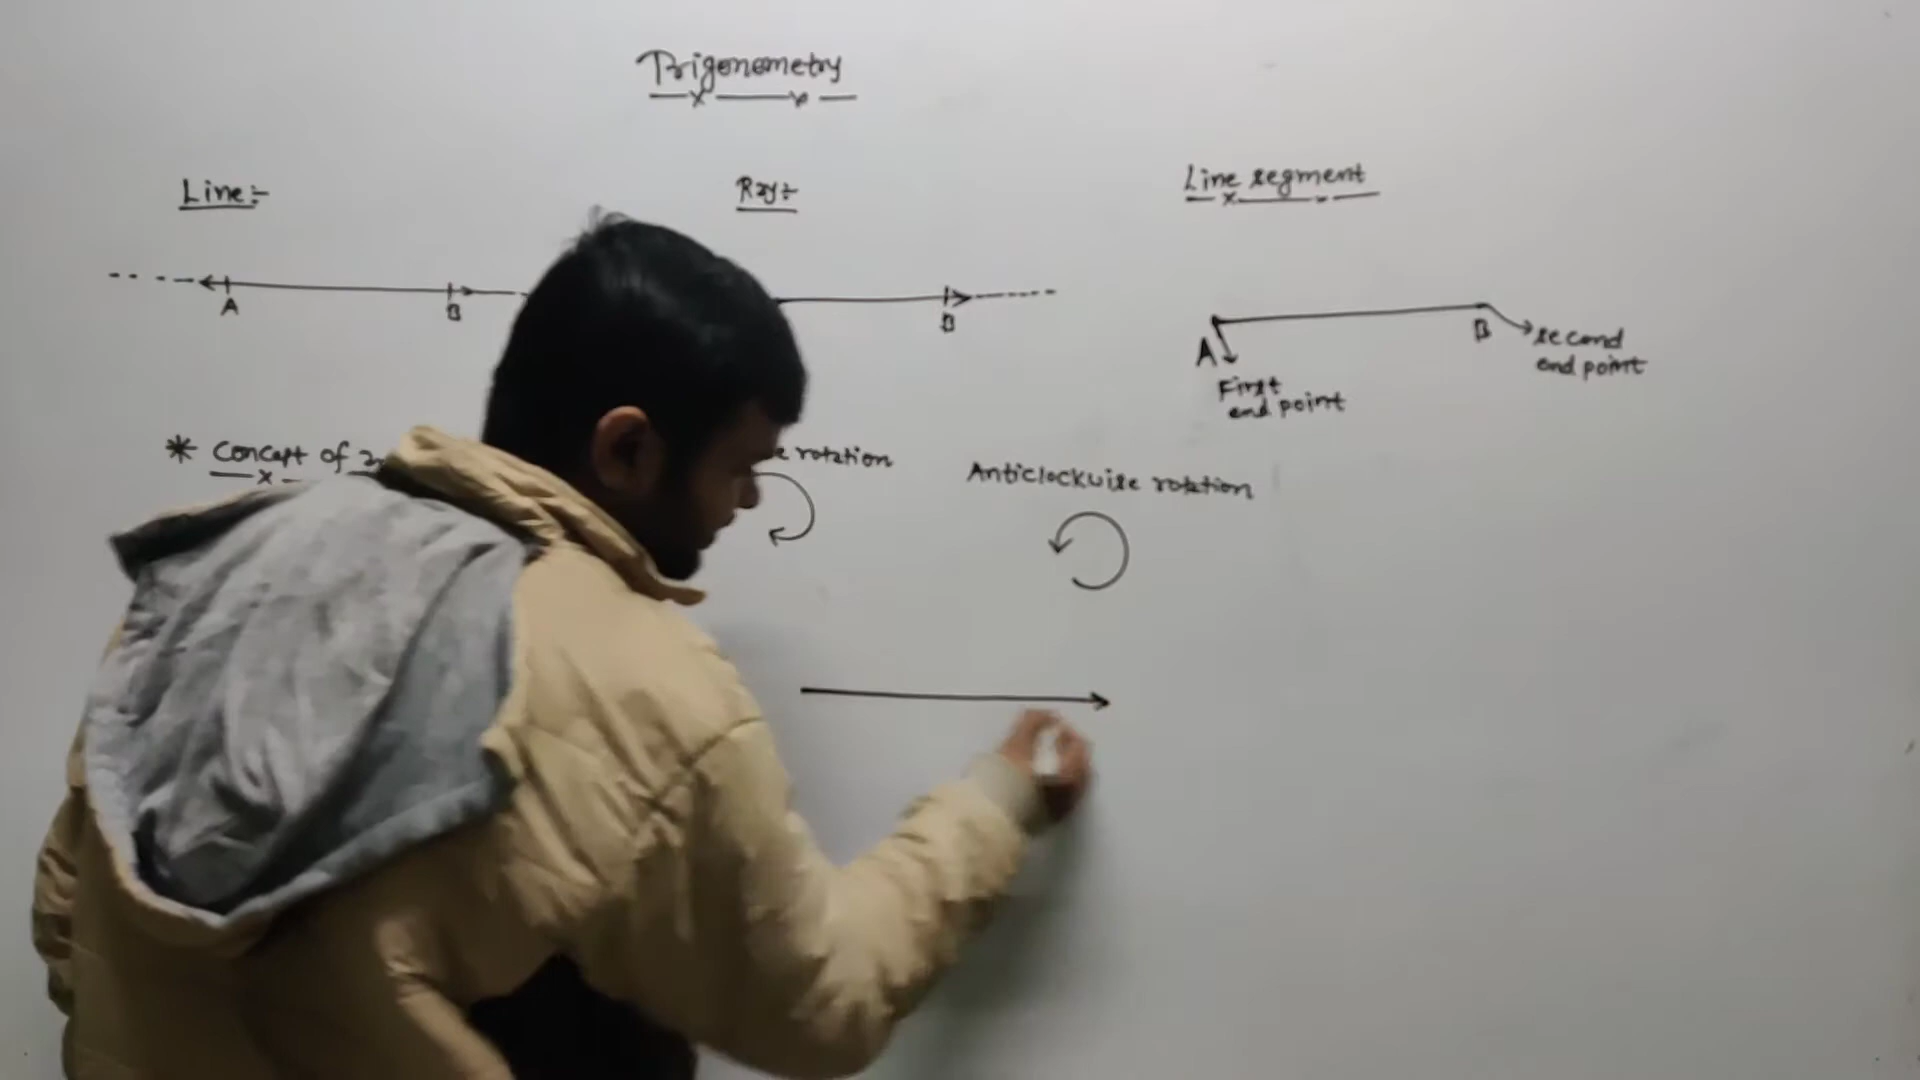 Trigonometry
Line:-
Ray:-
Line segment
A
B
B
A
B
second
end point
First
end point
* Concept of
rotation
Anticlockwise rotation